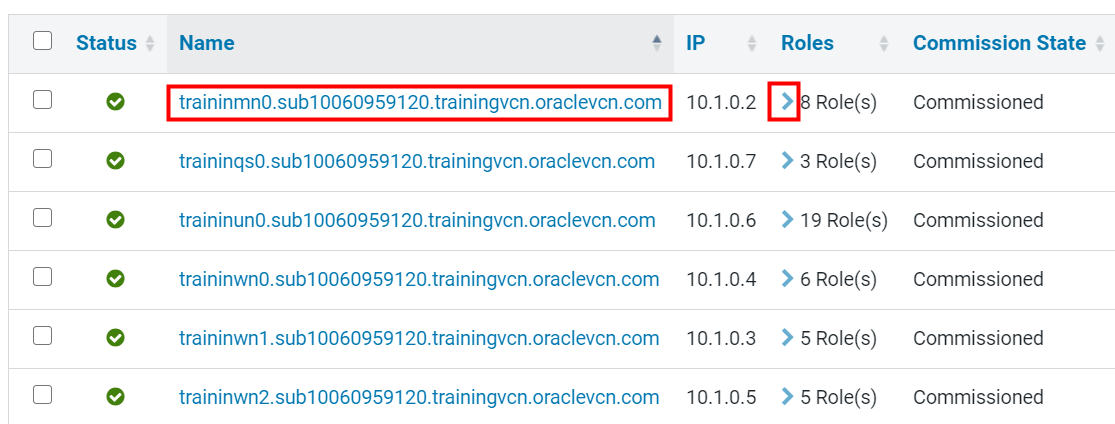 Status Name IP Roles Commission State
traininmn0.sub10060959120.trainingvcn.oraclevcn.com 10.1.0.2 8 Role(s) Commissioned
traininqs0.sub10060959120.trainingvcn.oraclevcn.com 10.1.0.7 3 Role(s) Commissioned
traininun0.sub10060959120.trainingvcn.oraclevcn.com 10.1.0.6 19 Role(s) Commissioned
traininwn0.sub10060959120.trainingvcn.oraclevcn.com 10.1.0.4 6 Role(s) Commissioned
traininwn1.sub10060959120.trainingvcn.oraclevcn.com 10.1.0.3 5 Role(s) Commissioned
traininwn2.sub10060959120.trainingvcn.oraclevcn.com 10.1.0.5 5 Role(s) Commissioned